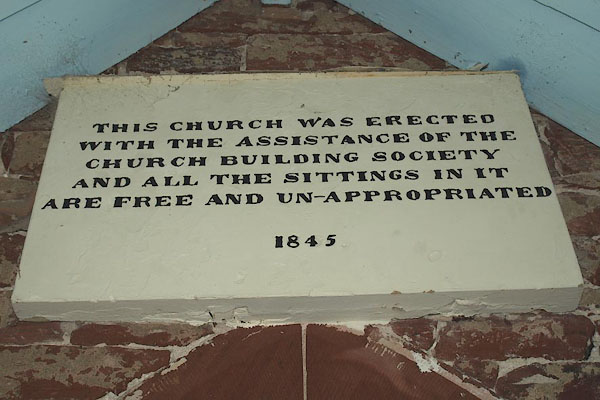 THIS CHURCH WAS ERECTED
WITH THE ASSISTANCE OF THE
CHURCH BUILDING SOCIETY
AND ALL THE SITTINGS IN IT
ARE FREE AND UN-APPROPRIATED
1845